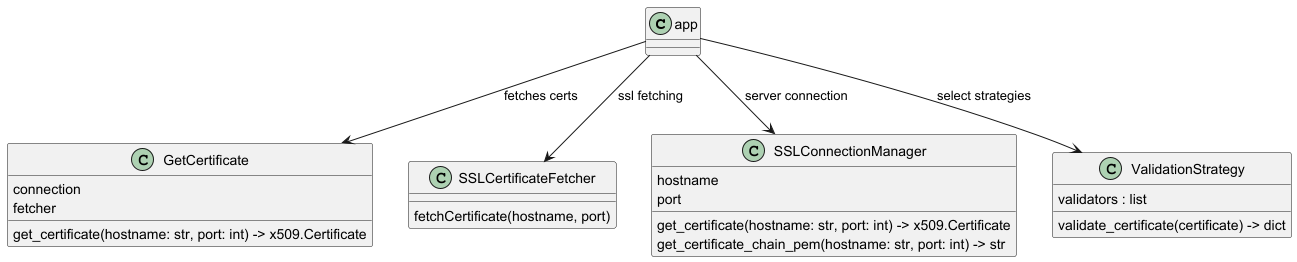 C app
fetches certs
ssl fetching
server connection
select strategies
C GetCertificate
connection
fetcher
get_certificate(hostname: str, port: int) -> x509.Certificate
C SSLCertificateFetcher
fetchCertificate(hostname, port)
C SSLConnectionManager
hostname
port
get_certificate(hostname: str, port: int) -> x509.Certificate
get_certificate_chain_pem(hostname: str, port: int) -> str
C ValidationStrategy
validators : list
validate_certificate(certificate) -> dict